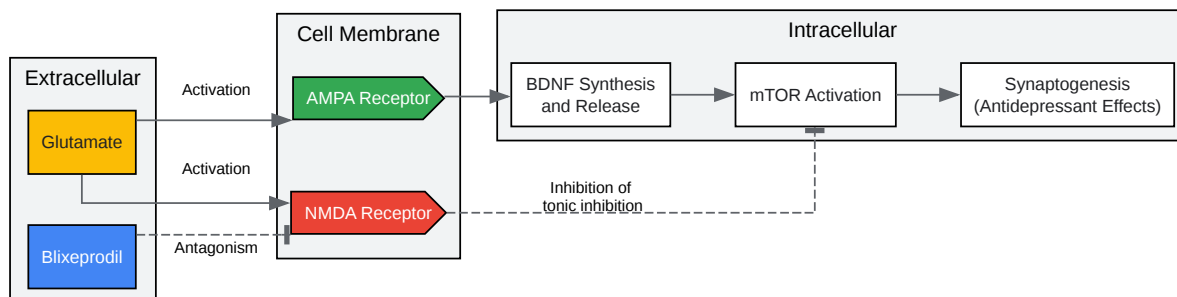 Extracellular
Glutamate
Blixeprodil
Activation
Activation
Antagonism
Cell Membrane
AMPA Receptor
NMDA Receptor
Intracellular
BDNF Synthesis
and Release
mTOR Activation
Synaptogenesis
(Antidepressant Effects)
Inhibition of
tonic inhibition